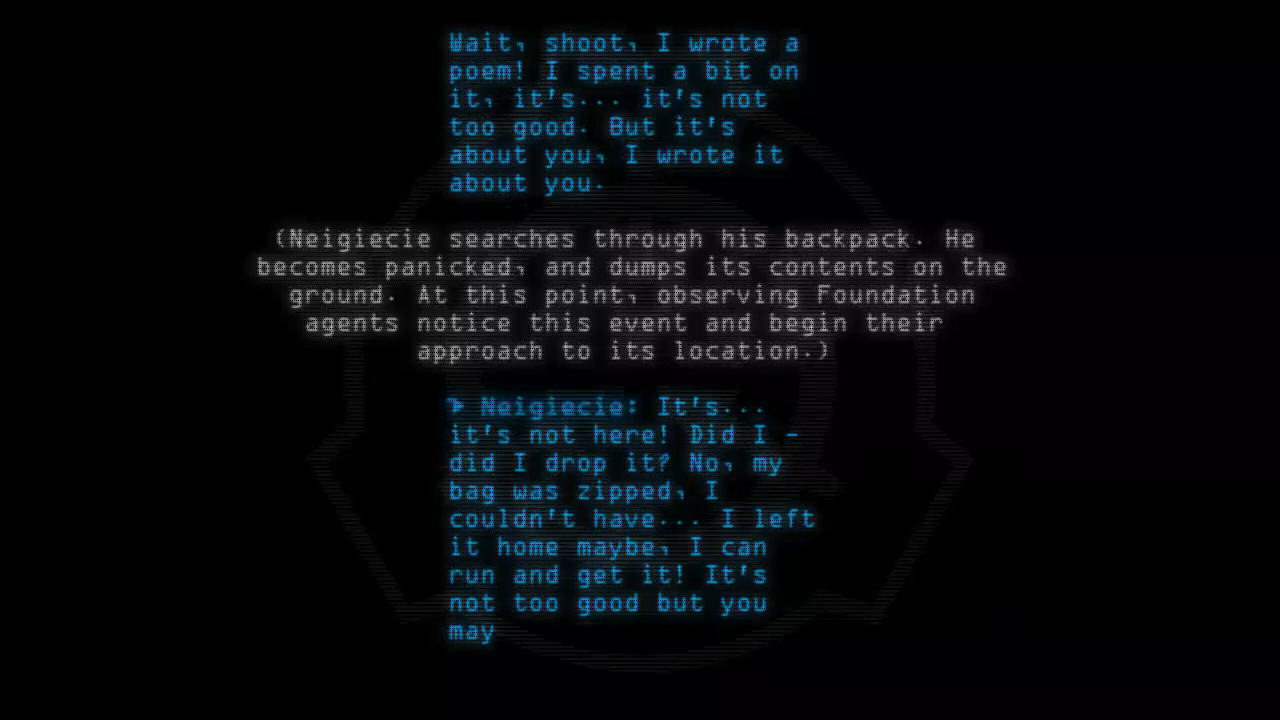 Wait, shoot, I wrote a
poem! I spent a bit on
it, it's... it's not
too good. But it's
about you, I wrote it
about you.
(Neigiecie searches through his backpack. He
becomes panicked, and dumps its contents on the
ground. At this point, observing Foundation
agents notice this event and begin their
approach to its location.)
> Neigiecie: It's...
it's not here! Did I -
did I drop it? No, my
bag was zipped, I
couldn't have... I left
it home maybe, I can
run and get it! It's
not too good but you
may